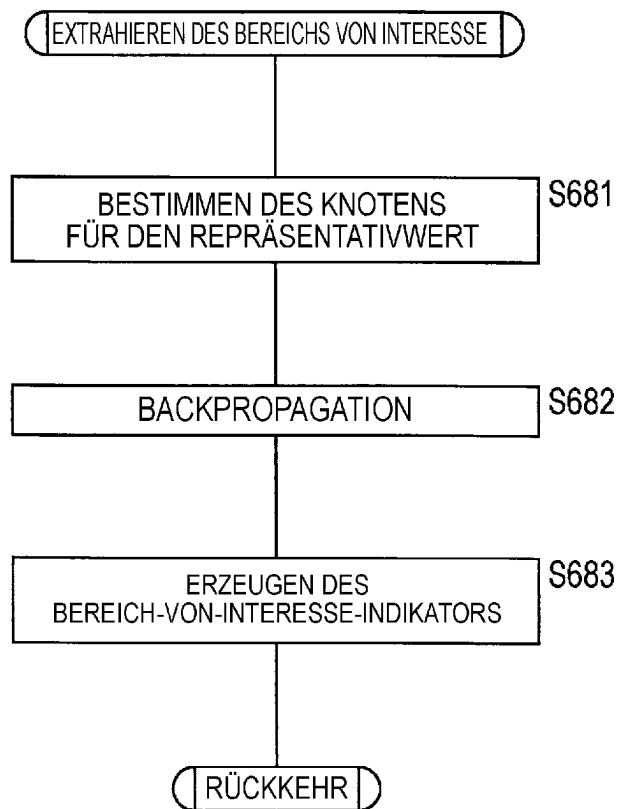 EXTRAHIEREN DES BEREICHS VON INTERESSE
S681
BESTIMMEN DES KNOTENS
FÜR DEN REPRÄSENTATIVWERT
S682
BACKPROPAGATION
S683
ERZEUGEN DES
BEREICH-VON-INTERESSE-INDIKATORS
RÜCKKEHR